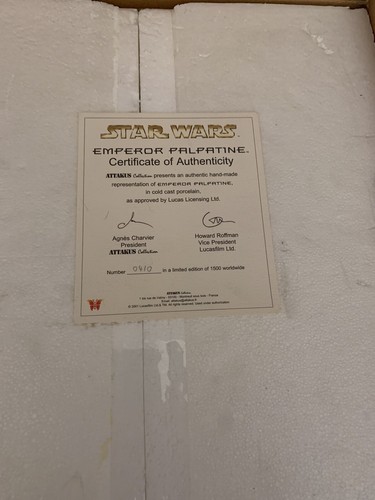 STAR WARS
EMPEROR PALPATINE
Certificate of Authenticity
ATTAKUS Collection presents an authentic hand-made
representation of EMPEROR PALPATINE,
in cold cast porcelain,
as approved by Lucas Licensing Ltd.
Agnès Charvier Howard Roffman
President Vice President
ATTAKUS Collection Lucasfilm Ltd.
Number 0410 in a limited edition of 1500 worldwide
ATTAKUS